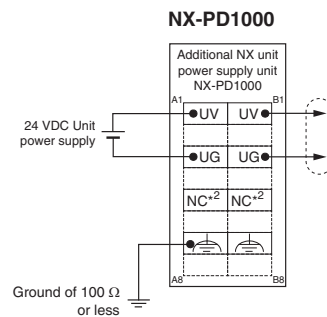 NX-PD1000
Additional NX unit
power supply unit
NX-PD1000
A1 B1
UV UV
24 VDC Unit
power supply
UG UG
NC*2 NC*2
A8 B8
Ground of 100 Ω
or less